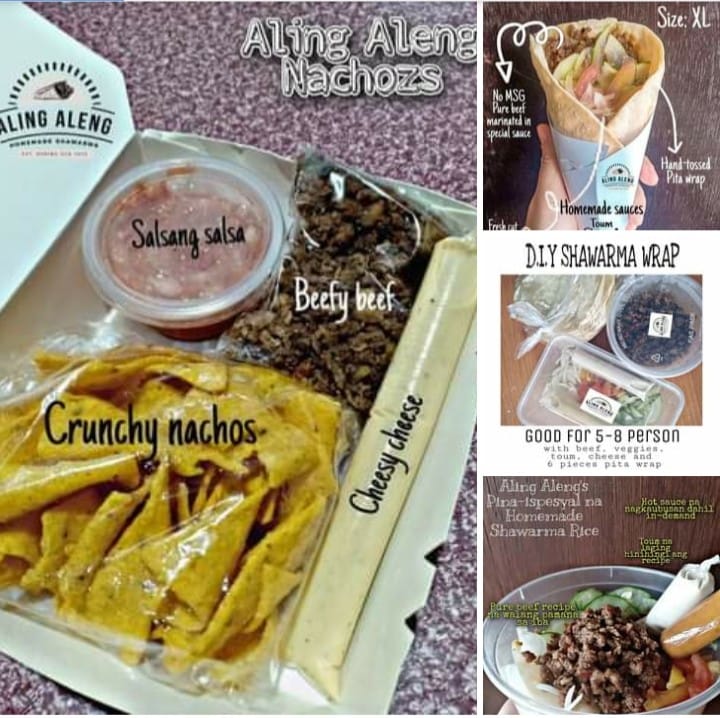 Aling Aleng
Nachozs
ALING ALENG
HOMEMADE SHAWARMA
Salsang salsa
Beefy beef
Crunchy nachos
Cheesy cheese
Size: XL
No MSG
Pure beef
marinated in
special sauce
Hand-tossed
Pita wrap
ALING ALENG
Homemade sauces
Toum
Fresh cut
D.I.Y SHAWARMA WRAP
GOOD FOR 5-8 PERSON
with beef, veggies,
toum, cheese and
6 pieces pita wrap
Aling Aleng's
Pina-ispesyal na
Homemade
Shawarma Rice
Hot sauce na
nagkaubusan dahil
in-demand
Toum na
laging
hinihingi ang
recipe
Pure beef recipe
na walang pamana
sa iba